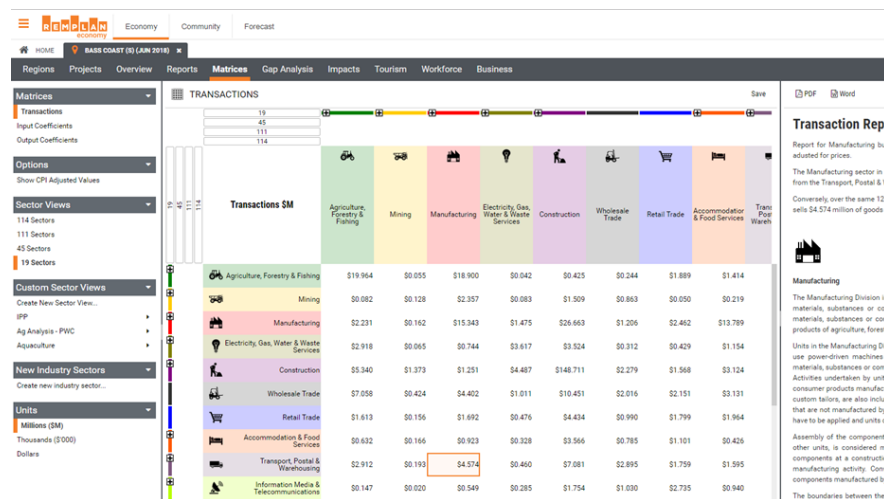 REMPLAN
economy
Economy Community Forecast
HOME BASS COAST (S) (JUN 2018)
Regions Projects Overview Reports Matrices Gap Analysis Impacts Tourism Workforce Business
Matrices
Transactions
Input Coefficients
Output Coefficients
Options
Show CPI Adjusted Values
Sector Views
114 Sectors
111 Sectors
45 Sectors
19 Sectors
Custom Sector Views
Create New Sector View...
IPP
Ag Analysis - PWC
Aquaculture
New Industry Sectors
Create new industry sector...
Units
Millions ($M)
Thousands ($'000)
Dollars
TRANSACTIONS Save
19
45
111
114
19 45 111 114
Transactions $M
Agriculture, Forestry & Fishing
Mining
Manufacturing
Electricity, Gas, Water & Waste Services
Construction
Wholesale Trade
Retail Trade
Accommodation & Food Services
Agriculture, Forestry & Fishing $19.964 $0.055 $18.900 $0.042 $0.425 $0.244 $1.889 $1.414
Mining $0.082 $0.128 $2.357 $0.083 $1.509 $0.863 $0.050 $0.219
Manufacturing $2.231 $0.162 $15.343 $1.475 $26.663 $1.206 $2.462 $13.789
Electricity, Gas, Water & Waste Services $2.918 $0.065 $0.744 $3.617 $3.524 $0.312 $0.429 $1.154
Construction $5.340 $1.373 $1.251 $4.487 $148.711 $2.279 $1.568 $3.124
Wholesale Trade $7.058 $0.424 $4.402 $1.011 $10.451 $2.016 $2.151 $3.131
Retail Trade $1.613 $0.156 $1.692 $0.476 $4.434 $0.990 $1.799 $1.964
Accommodation & Food Services $0.632 $0.166 $0.923 $0.328 $3.566 $0.785 $1.101 $0.426
Transport, Postal & Warehousing $2.912 $0.193 $4.574 $0.460 $7.081 $2.895 $1.759 $1.595
Information Media & Telecommunications $0.147 $0.020 $0.549 $0.285 $1.754 $1.030 $2.735 $0.940
PDF Word
Transaction Rep
Report for Manufacturing bu
adusted for prices.
The Manufacturing sector in
from the Transport, Postal &
Conversely, over the same 12
sells $4.574 million of goods
Manufacturing
The Manufacturing Division i
materials, substances or co
materials, substances or co
products of agriculture, fores
Units in the Manufacturing D
use power-driven machines
materials, substances or com
Activities undertaken by unit
consumer products manufac
custom tailors, are also inclu
that are not manufactured by
have to be applied and units
Assembly of the component
other units, is considered m
components at a constructi
manufacturing activity. Con
components manufactured b
The boundaries between the